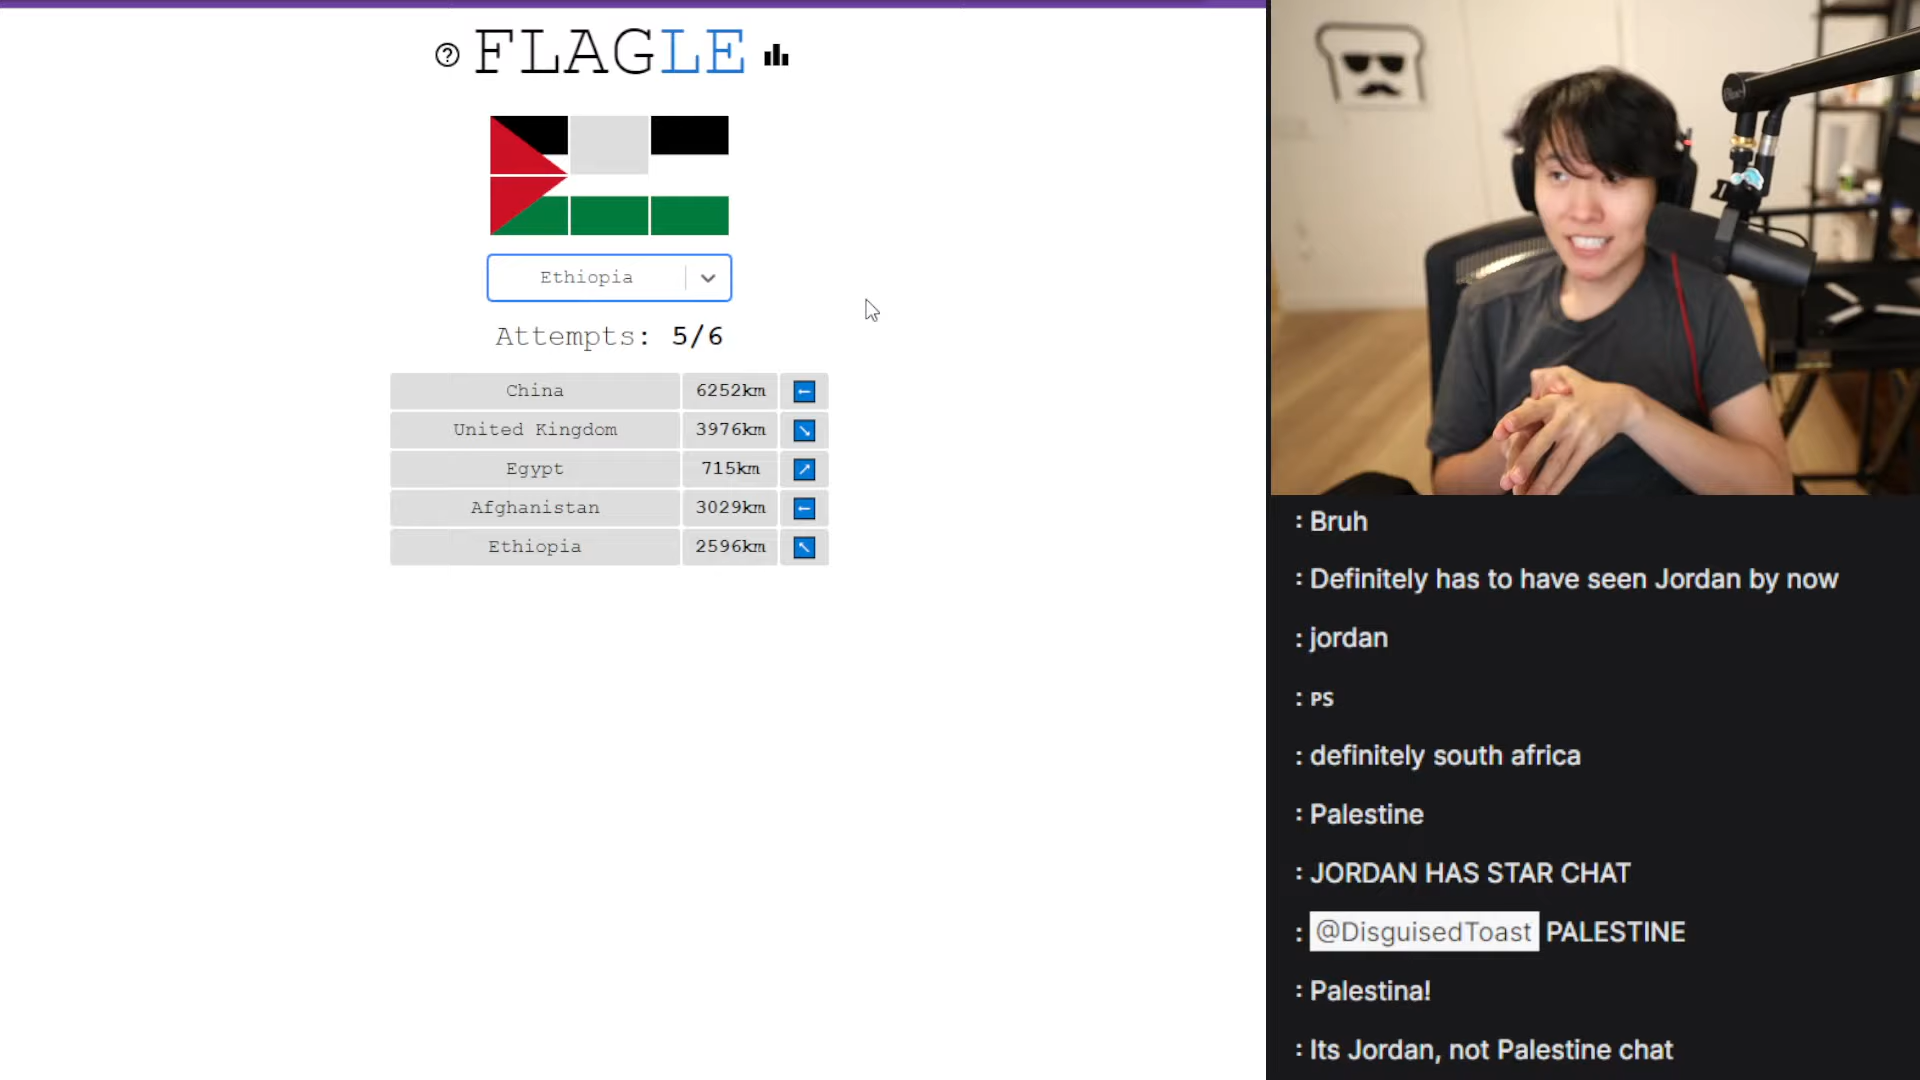 FLAGLE
Ethiopia
Attempts: 5/6
China 6252km
United Kingdom 3976km
Egypt 715km
Afghanistan 3029km
Ethiopia 2596km
: Bruh
: Definitely has to have seen Jordan by now
: jordan
: PS
: definitely south africa
: Palestine
: JORDAN HAS STAR CHAT
: @DisguisedToast PALESTINE
: Palestina!
: Its Jordan, not Palestine chat